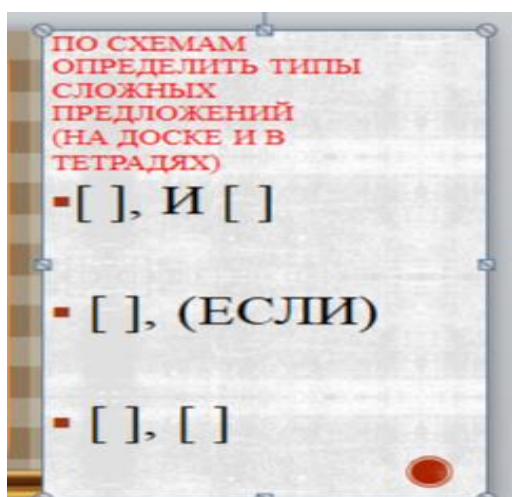 ПО СХЕМАМ
ОПРЕДЕЛИТЬ ТИПЫ
СЛОЖНЫХ
ПРЕДЛОЖЕНИЙ
(НА ДОСКЕ И В
ТЕТРАДЯХ)
▪[ ], И [ ]
▪ [ ], (ЕСЛИ)
▪ [ ], [ ]